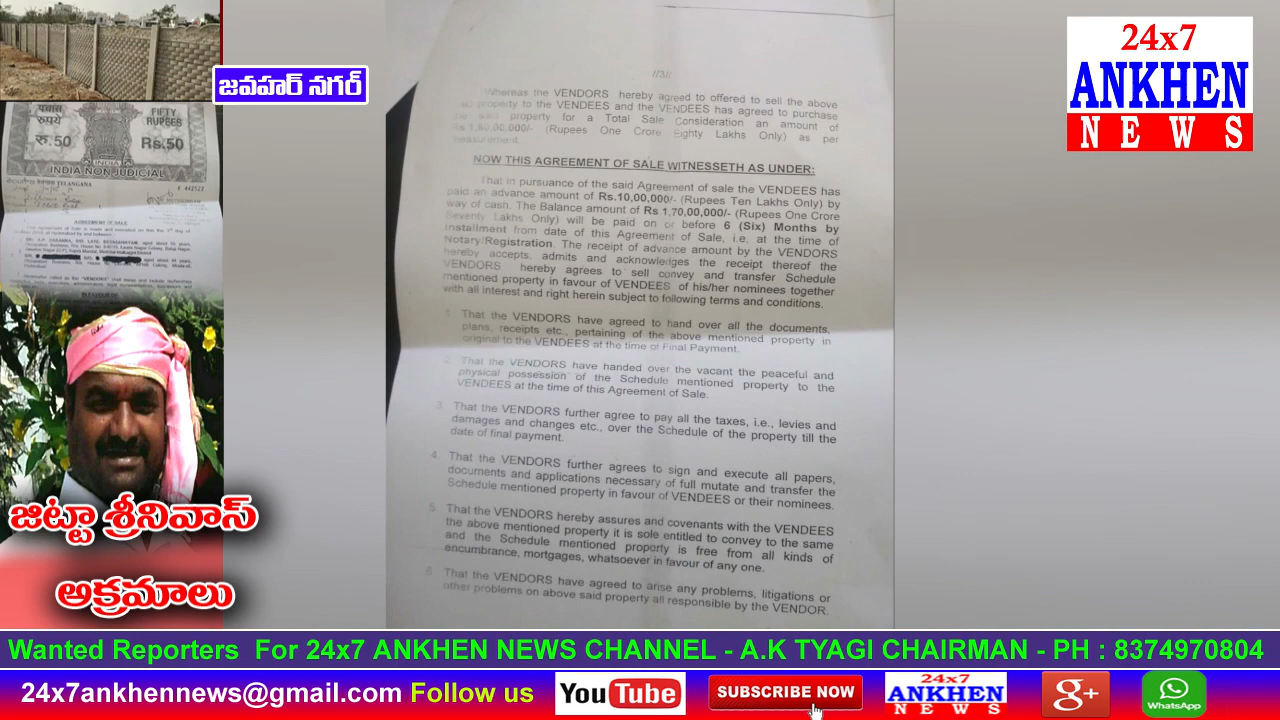 జవహర్ నగర్
पचास
रुपये
रु.50
FIFTY
RUPEES
Rs.50
INDIA
INDIA NON JUDICIAL
TELANGANA
AGREEMENT OF SALE
జిట్టా శ్రీనివాస్
అక్రమాలు
//3//
Whereas the VENDORS hereby agreed to offered to sell the above
property to the VENDEES and the VENDEES has agreed to purchase
property for a Total Sale Consideration an amount of
Rs.1,80,00,000/- (Rupees One Crore Eighty Lakhs Only) as per
measurement.
NOW THIS AGREEMENT OF SALE WITNESSETH AS UNDER:
That in pursuance of the said Agreement of sale the VENDEES has
paid an advance amount of Rs.10,00,000/- (Rupees Ten Lakhs Only) by
way of cash. The Balance amount of Rs 1,70,00,000/- (Rupees One Crore
Seventy Lakhs Only) will be paid on or before 6 (Six) Months by
installment from date of this Agreement of Sale, i.e, at the time of
Notary/Registration. The receipt of advance amount by the VENDORS
hereby accepts, admits and acknowledges the receipt thereof the
VENDORS hereby agrees to sell convey and transfer Schedule
mentioned property in favour of VENDEES of his/her nominees together
with all interest and right herein subject to following terms and conditions.
1. That the VENDORS have agreed to hand over all the documents,
plans, receipts etc., pertaining of the above mentioned property in
original to the VENDEES at the time of Final Payment.
2. That the VENDORS have handed over the vacant the peaceful and
physical possession of the Schedule mentioned property to the
VENDEES at the time of this Agreement of Sale.
3. That the VENDORS further agree to pay all the taxes, i.e., levies and
damages and changes etc., over the Schedule of the property till the
date of final payment.
4. That the VENDORS further agrees to sign and execute all papers,
documents and applications necessary of full mutate and transfer the
Schedule mentioned property in favour of VENDEES or their nominees.
5. That the VENDORS hereby assures and covenants with the VENDEES
the above mentioned property it is sole entitled to convey to the same
and the Schedule mentioned property is free from all kinds of
encumbrance, mortgages, whatsoever in favour of any one.
6. That the VENDORS have agreed to arise any problems, litigations or
other problems on above said property all responsible by the VENDOR.
24x7
ANKHEN
NEWS
Wanted Reporters For 24x7 ANKHEN NEWS CHANNEL - A.K TYAGI CHAIRMAN - PH : 8374970804
24x7ankhennews@gmail.com Follow us YouTube SUBSCRIBE NOW 24x7 ANKHEN NEWS g+ WhatsApp